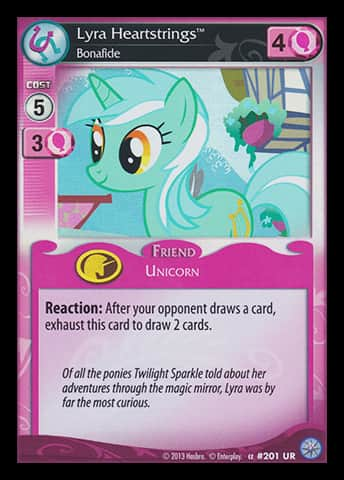 Lyra Heartstrings™
Bonafide
4
COST
5
3
FRIEND
UNICORN
Reaction: After your opponent draws a card,
exhaust this card to draw 2 cards.
Of all the ponies Twilight Sparkle told about her
adventures through the magic mirror, Lyra was by
far the most curious.
© 2013 Hasbro. © Enterplay. α #201 UR